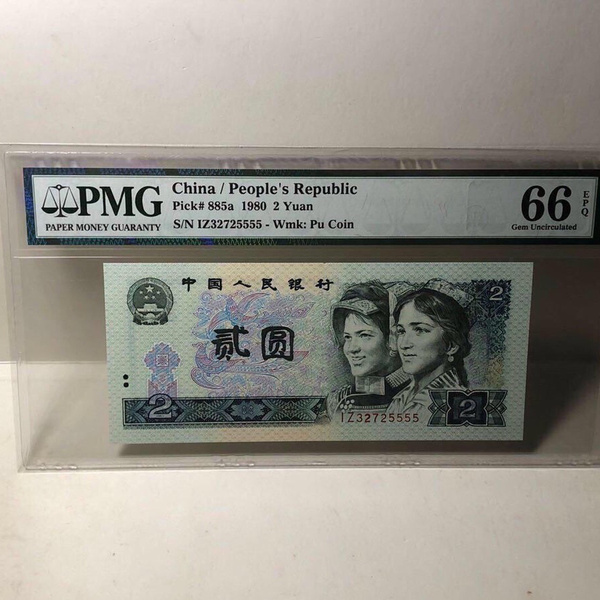 PMG
PAPER MONEY GUARANTY
China / People's Republic
Pick# 885a 1980 2 Yuan
S/N IZ32725555 - Wmk: Pu Coin
66 EPQ
Gem Uncirculated
中国人民银行
2
贰圆
IZ32725555
2
2